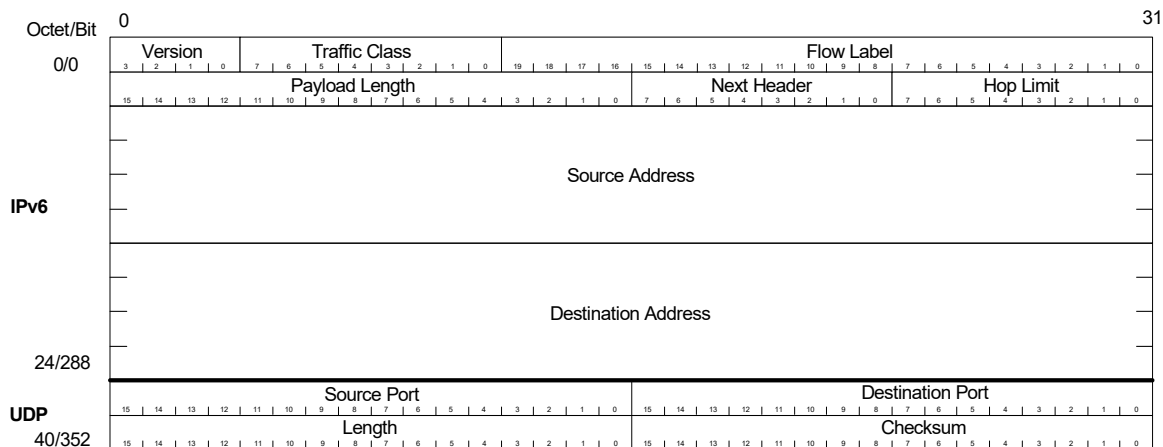 0 31
Octet/Bit
Version Traffic Class Flow Label
0/0 3 2 1 0 7 6 5 4 3 2 1 0 19 18 17 16 15 14 13 12 11 10 9 8 7 6 5 4 3 2 1 0
Payload Length Next Header Hop Limit
15 14 13 12 11 10 9 8 7 6 5 4 3 2 1 0 7 6 5 4 3 2 1 0 7 6 5 4 3 2 1 0
Source Address
IPv6
Destination Address
24/288
Source Port Destination Port
15 14 13 12 11 10 9 8 7 6 5 4 3 2 1 0 15 14 13 12 11 10 9 8 7 6 5 4 3 2 1 0
UDP
Length Checksum
40/352 15 14 13 12 11 10 9 8 7 6 5 4 3 2 1 0 15 14 13 12 11 10 9 8 7 6 5 4 3 2 1 0